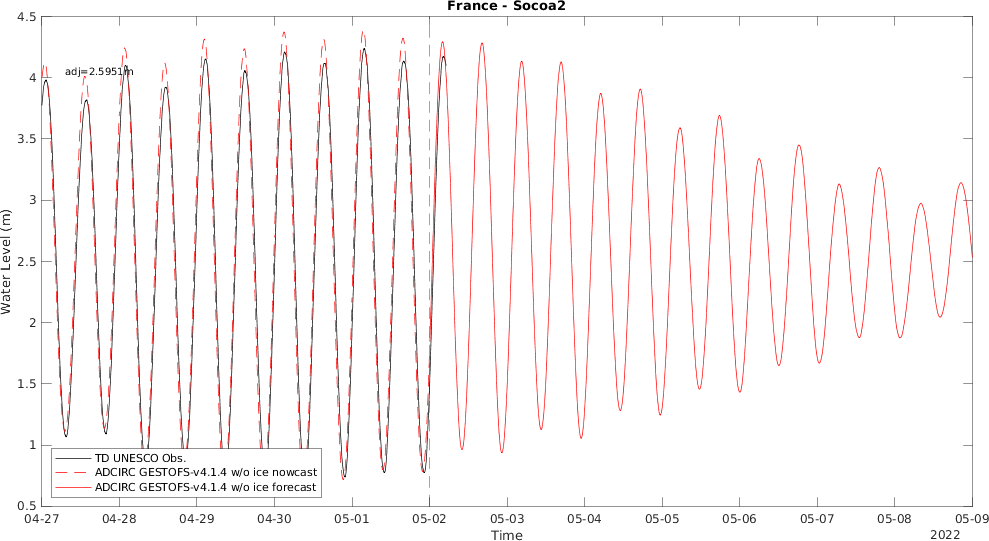 France - Socoa2
4.5
4
3.5
3
2.5
2
1.5
1
0.5
Water Level (m)
adj=2.5951m
TD UNESCO Obs.
ADCIRC GESTOFS-v4.1.4 w/o ice nowcast
ADCIRC GESTOFS-v4.1.4 w/o ice forecast
04-27 04-28 04-29 04-30 05-01 05-02 05-03 05-04 05-05 05-06 05-07 05-08 05-09
Time
2022